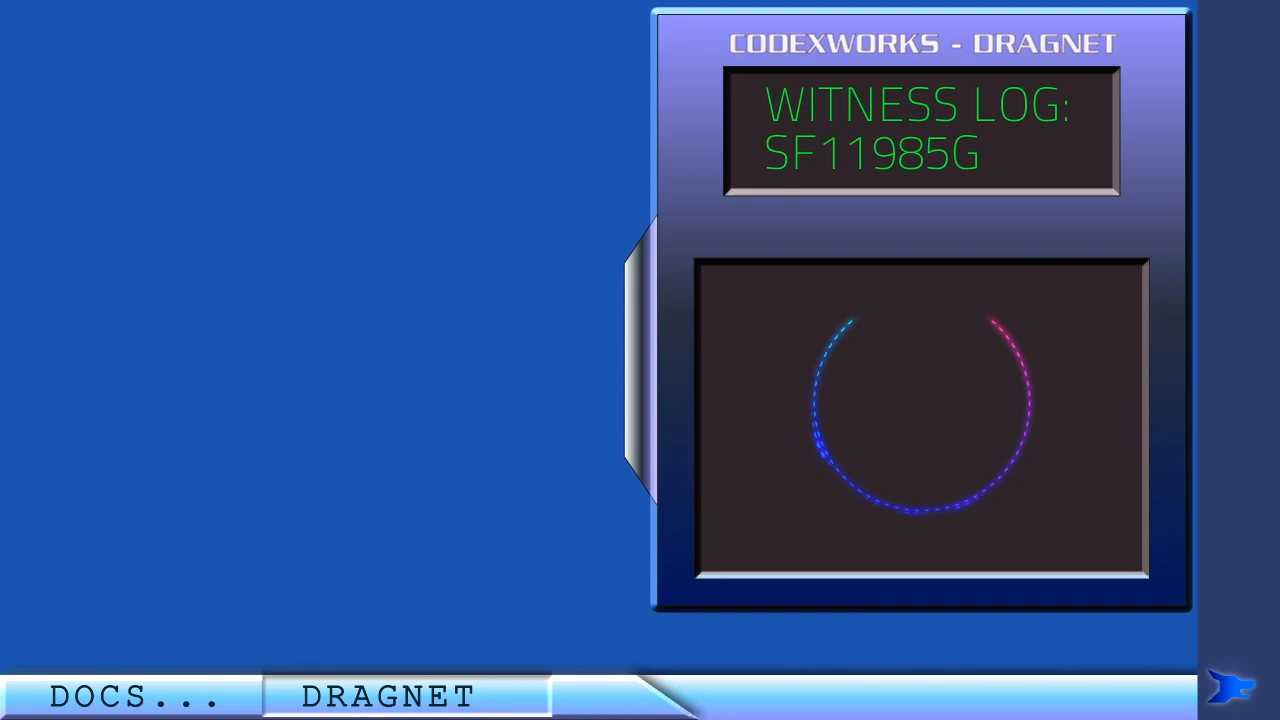 CODEXWORKS - DRAGNET
WITNESS LOG:
SF11985G
DOCS... DRAGNET